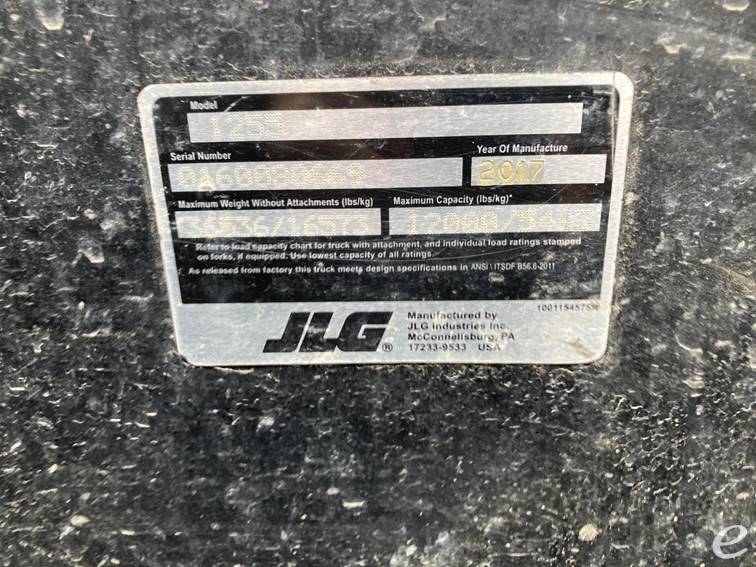 Model
1255
Serial Number
Year Of Manufacture
2017
Maximum Weight Without Attachments (lbs/kg)
Maximum Capacity (lbs/kg)*
* Refer to load capacity chart for truck with attachment, and individual load ratings stamped
on forks, if equipped. Use lowest capacity of all ratings.
As released from factory this truck meets design specifications in ANSI \ ITSDF B56.6-2011
JLG ®
Manufactured by
JLG Industries Inc.
McConnellsburg, PA
17233-9533 USA
e